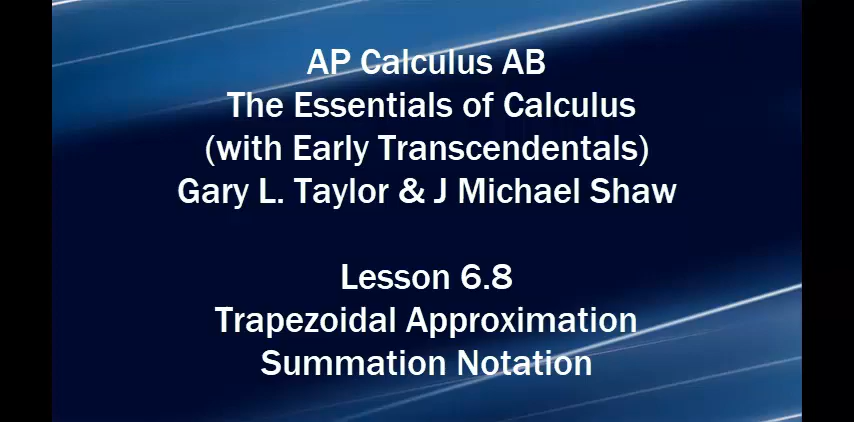 AP Calculus AB
The Essentials of Calculus
(with Early Transcendentals)
Gary L. Taylor & J Michael Shaw
Lesson 6.8
Trapezoidal Approximation
Summation Notation